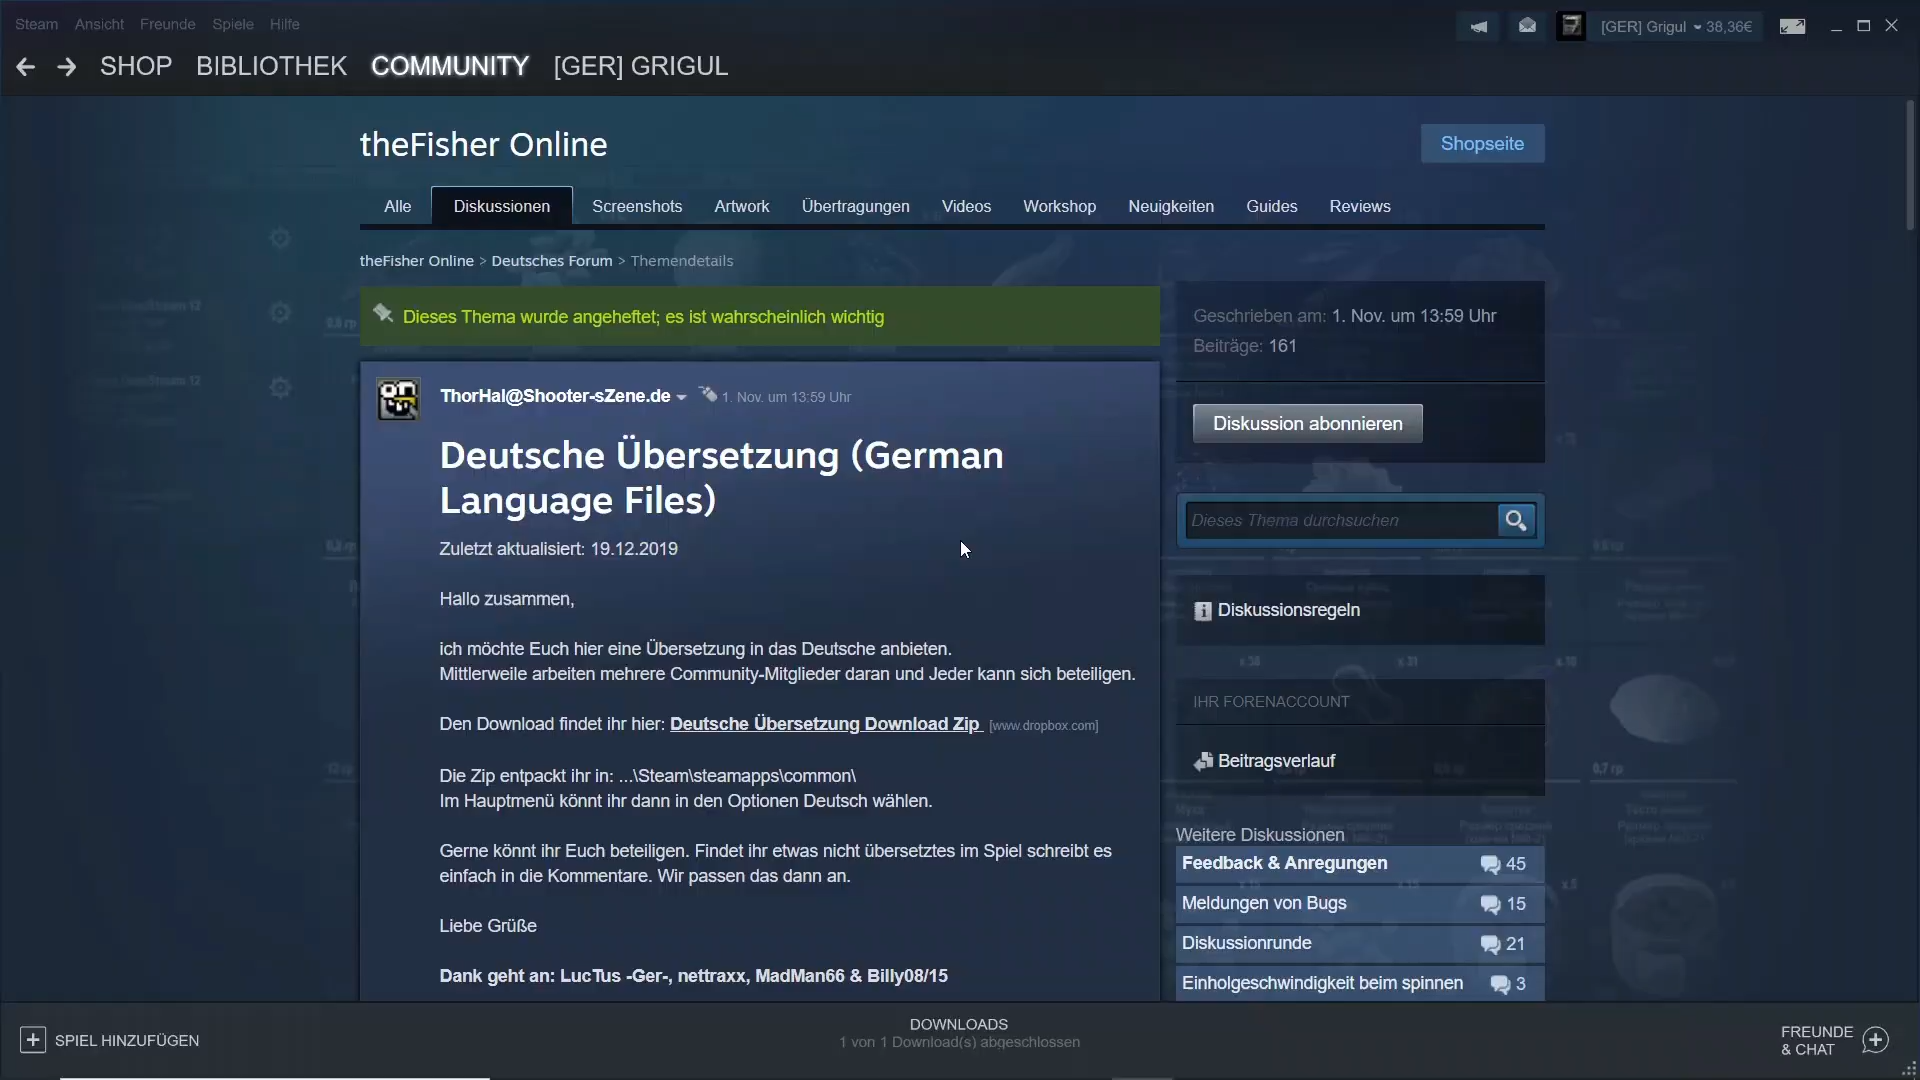 Steam Ansicht Freunde Spiele Hilfe
[GER] Grigul 38,36€
SHOP BIBLIOTHEK COMMUNITY [GER] GRIGUL
theFisher Online
Shopseite
Alle Diskussionen Screenshots Artwork Übertragungen Videos Workshop Neuigkeiten Guides Reviews
theFisher Online > Deutsches Forum > Themendetails
Dieses Thema wurde angeheftet; es ist wahrscheinlich wichtig
ThorHal@Shooter-sZene.de 1. Nov. um 13:59 Uhr
Deutsche Übersetzung (German
Language Files)
Zuletzt aktualisiert: 19.12.2019
Hallo zusammen,
ich möchte Euch hier eine Übersetzung in das Deutsche anbieten.
Mittlerweile arbeiten mehrere Community-Mitglieder daran und Jeder kann sich beteiligen.
Den Download findet ihr hier: Deutsche Übersetzung Download Zip [www.dropbox.com]
Die Zip entpackt ihr in: ...\Steam\steamapps\common\
Im Hauptmenü könnt ihr dann in den Optionen Deutsch wählen.
Gerne könnt ihr Euch beteiligen. Findet ihr etwas nicht übersetztes im Spiel schreibt es
einfach in die Kommentare. Wir passen das dann an.
Liebe Grüße
Dank geht an: LucTus -Ger-, nettraxx, MadMan66 & Billy08/15
Geschrieben am: 1. Nov. um 13:59 Uhr
Beiträge: 161
Diskussion abonnieren
Dieses Thema durchsuchen
Diskussionsregeln
IHR FORENACCOUNT
Beitragsverlauf
Weitere Diskussionen
Feedback & Anregungen 45
Meldungen von Bugs 15
Diskussionrunde 21
Einholgeschwindigkeit beim spinnen 3
SPIEL HINZUFÜGEN
DOWNLOADS
1 von 1 Download(s) abgeschlossen
FREUNDE
& CHAT